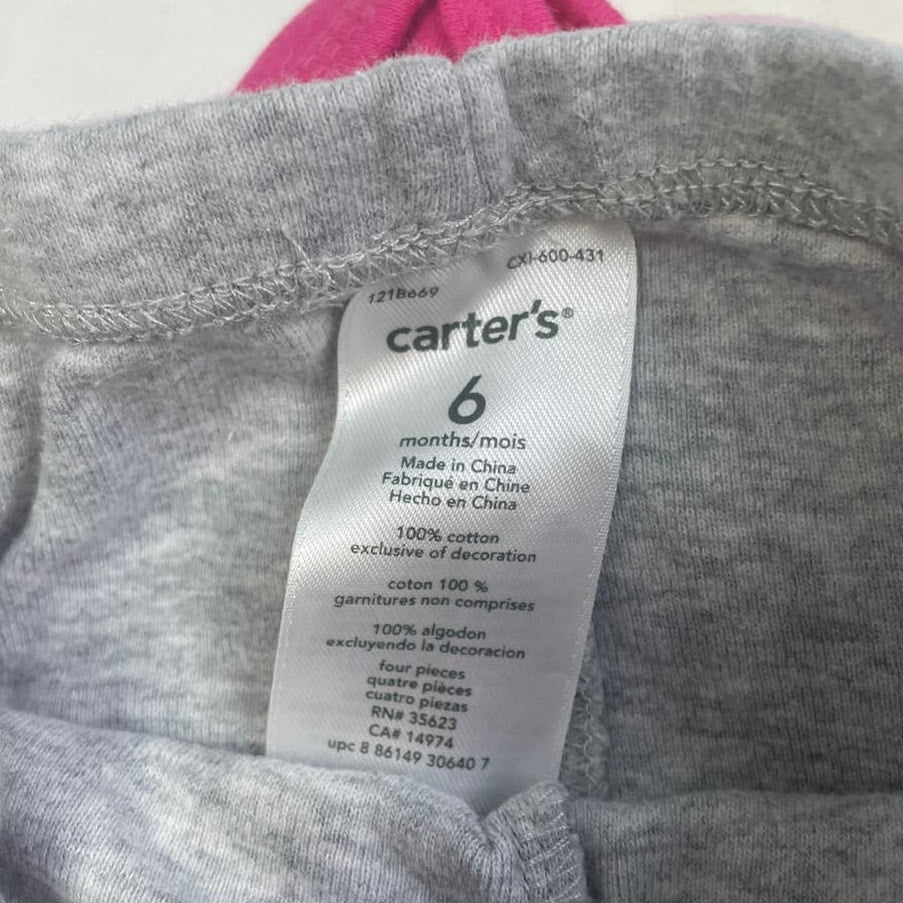 121B669
CXI-600-431
carter's®
6
months/mois
Made in China
Fabriqué en Chine
Hecho en China
100% cotton
exclusive of decoration
coton 100 %
garnitures non comprises
100% algodon
excluyendo la decoracion
four pieces
quatre pièces
cuatro piezas
RN# 35623
CA# 14974
upc 8 86149 30640 7